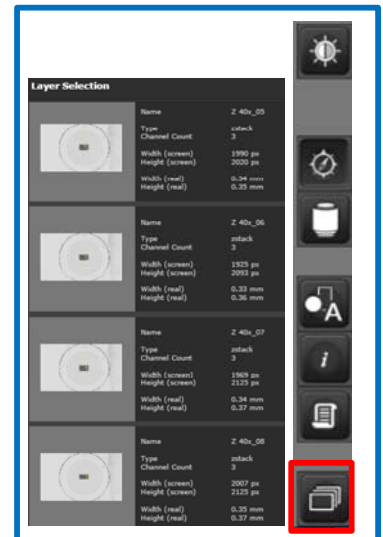 Layer Selection
Name Z 40x_05
Type zstack
Channel Count 3
Width (screen) 1990 px
Height (screen) 2020 px
Width (real) 0.34 mm
Height (real) 0.35 mm
Name Z 40x_06
Type zstack
Channel Count 3
Width (screen) 1925 px
Height (screen) 2093 px
Width (real) 0.33 mm
Height (real) 0.36 mm
Name Z 40x_07
Type zstack
Channel Count 3
Width (screen) 1969 px
Height (screen) 2125 px
Width (real) 0.34 mm
Height (real) 0.37 mm
Name Z 40x_08
Type zstack
Channel Count 3
Width (screen) 2007 px
Height (screen) 2125 px
Width (real) 0.35 mm
Height (real) 0.37 mm
A
i